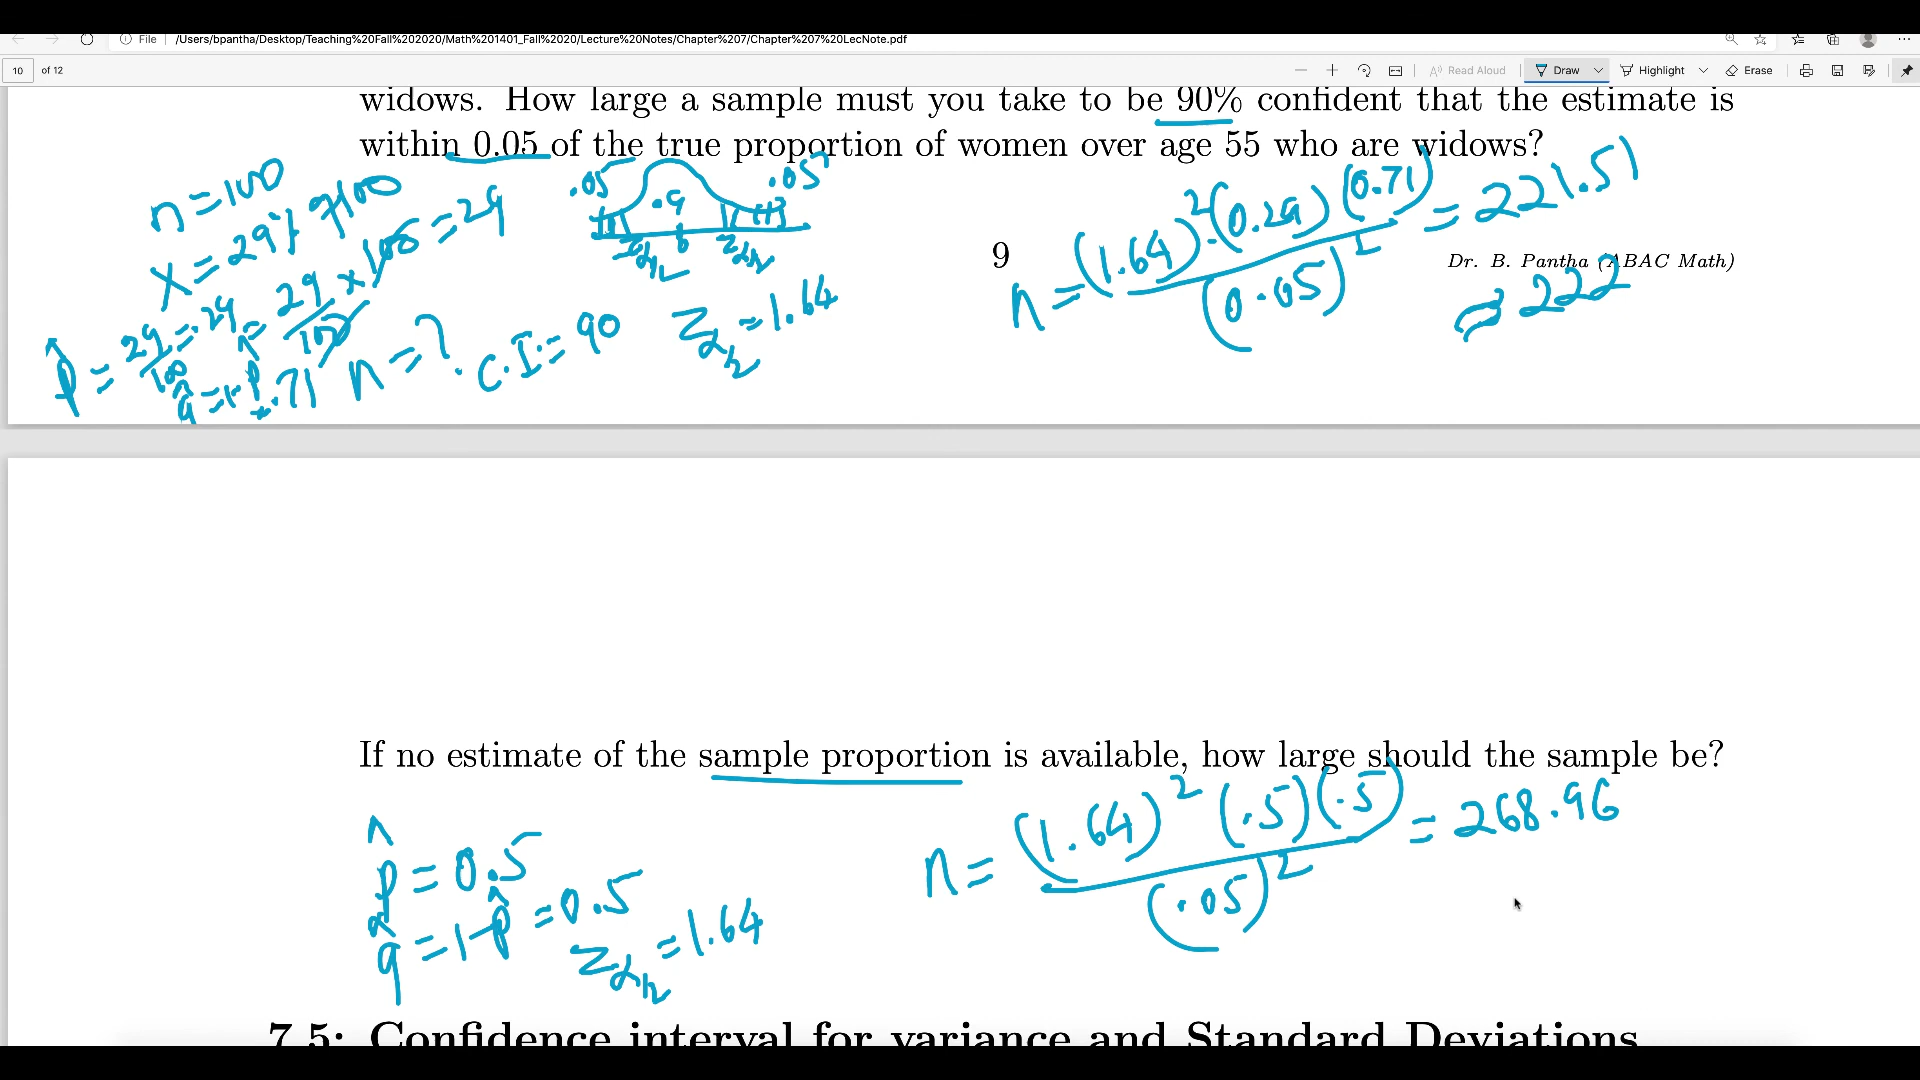 File /Users/bpantha/Desktop/Teaching%20Fall%202020/Math%201401_Fall%2020/Lecture%20Notes/Chapter%207/Chapter%207%20LecNote.pdf
10 of 12 Read Aloud Draw Highlight Erase
widows. How large a sample must you take to be 90% confident that the estimate is
within 0.05 of the true proportion of women over age 55 who are widows?
n = 100
x = 29%
= 29/100 × 100 = 29
p̂ = 29/100 = .29
q̂ = 1 - p̂
= .71
n = ?
C.I. = 90
.05 .9 .05
Zα/2 = 1.64
n = (1.64)²·(0.29)(0.71) / (0.05)² = 221.51
≈ 222
9 Dr. B. Pantha (ABAC Math)
If no estimate of the sample proportion is available, how large should the sample be?
p̂ = 0.5
q̂ = 1 - p̂ = 0.5
Zα/2 = 1.64
n = (1.64)² (.5)(.5) / (.05)² = 268.96
7.5: Confidence interval for variance and Standard Deviations